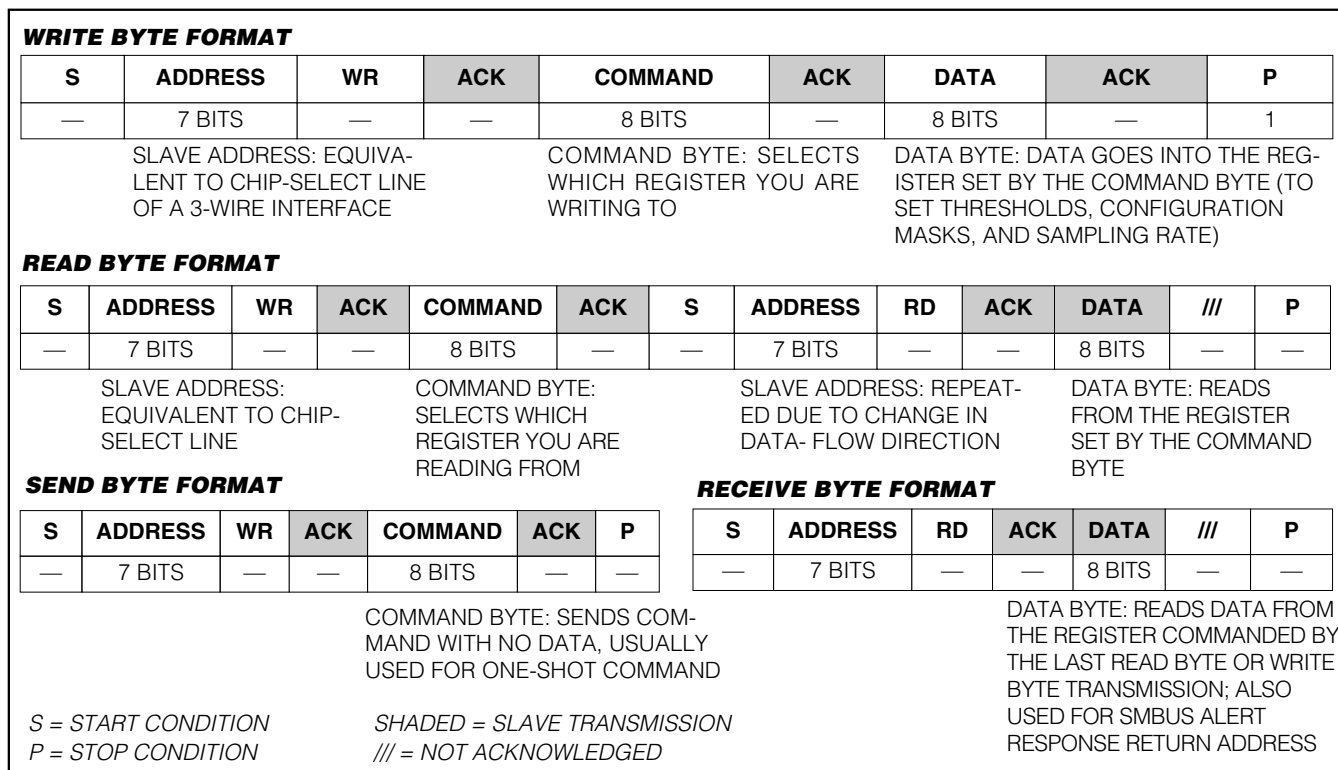 WRITE BYTE FORMAT
S ADDRESS WR ACK COMMAND ACK DATA ACK P
— 7 BITS — — 8 BITS — 8 BITS — 1
SLAVE ADDRESS: EQUIVA-
LENT TO CHIP-SELECT LINE
OF A 3-WIRE INTERFACE
COMMAND BYTE: SELECTS
WHICH REGISTER YOU ARE
WRITING TO
DATA BYTE: DATA GOES INTO THE REG-
ISTER SET BY THE COMMAND BYTE (TO
SET THRESHOLDS, CONFIGURATION
MASKS, AND SAMPLING RATE)
READ BYTE FORMAT
S ADDRESS WR ACK COMMAND ACK S ADDRESS RD ACK DATA /// P
— 7 BITS — — 8 BITS — — 7 BITS — — 8 BITS — —
SLAVE ADDRESS:
EQUIVALENT TO CHIP-
SELECT LINE
COMMAND BYTE:
SELECTS WHICH
REGISTER YOU ARE
READING FROM
SLAVE ADDRESS: REPEAT-
ED DUE TO CHANGE IN
DATA- FLOW DIRECTION
DATA BYTE: READS
FROM THE REGISTER
SET BY THE COMMAND
BYTE
SEND BYTE FORMAT
S ADDRESS WR ACK COMMAND ACK P
— 7 BITS — — 8 BITS — —
COMMAND BYTE: SENDS COM-
MAND WITH NO DATA, USUALLY
USED FOR ONE-SHOT COMMAND
RECEIVE BYTE FORMAT
S ADDRESS RD ACK DATA /// P
— 7 BITS — — 8 BITS — —
DATA BYTE: READS DATA FROM
THE REGISTER COMMANDED BY
THE LAST READ BYTE OR WRITE
BYTE TRANSMISSION; ALSO
USED FOR SMBUS ALERT
RESPONSE RETURN ADDRESS
S = START CONDITION SHADED = SLAVE TRANSMISSION
P = STOP CONDITION /// = NOT ACKNOWLEDGED